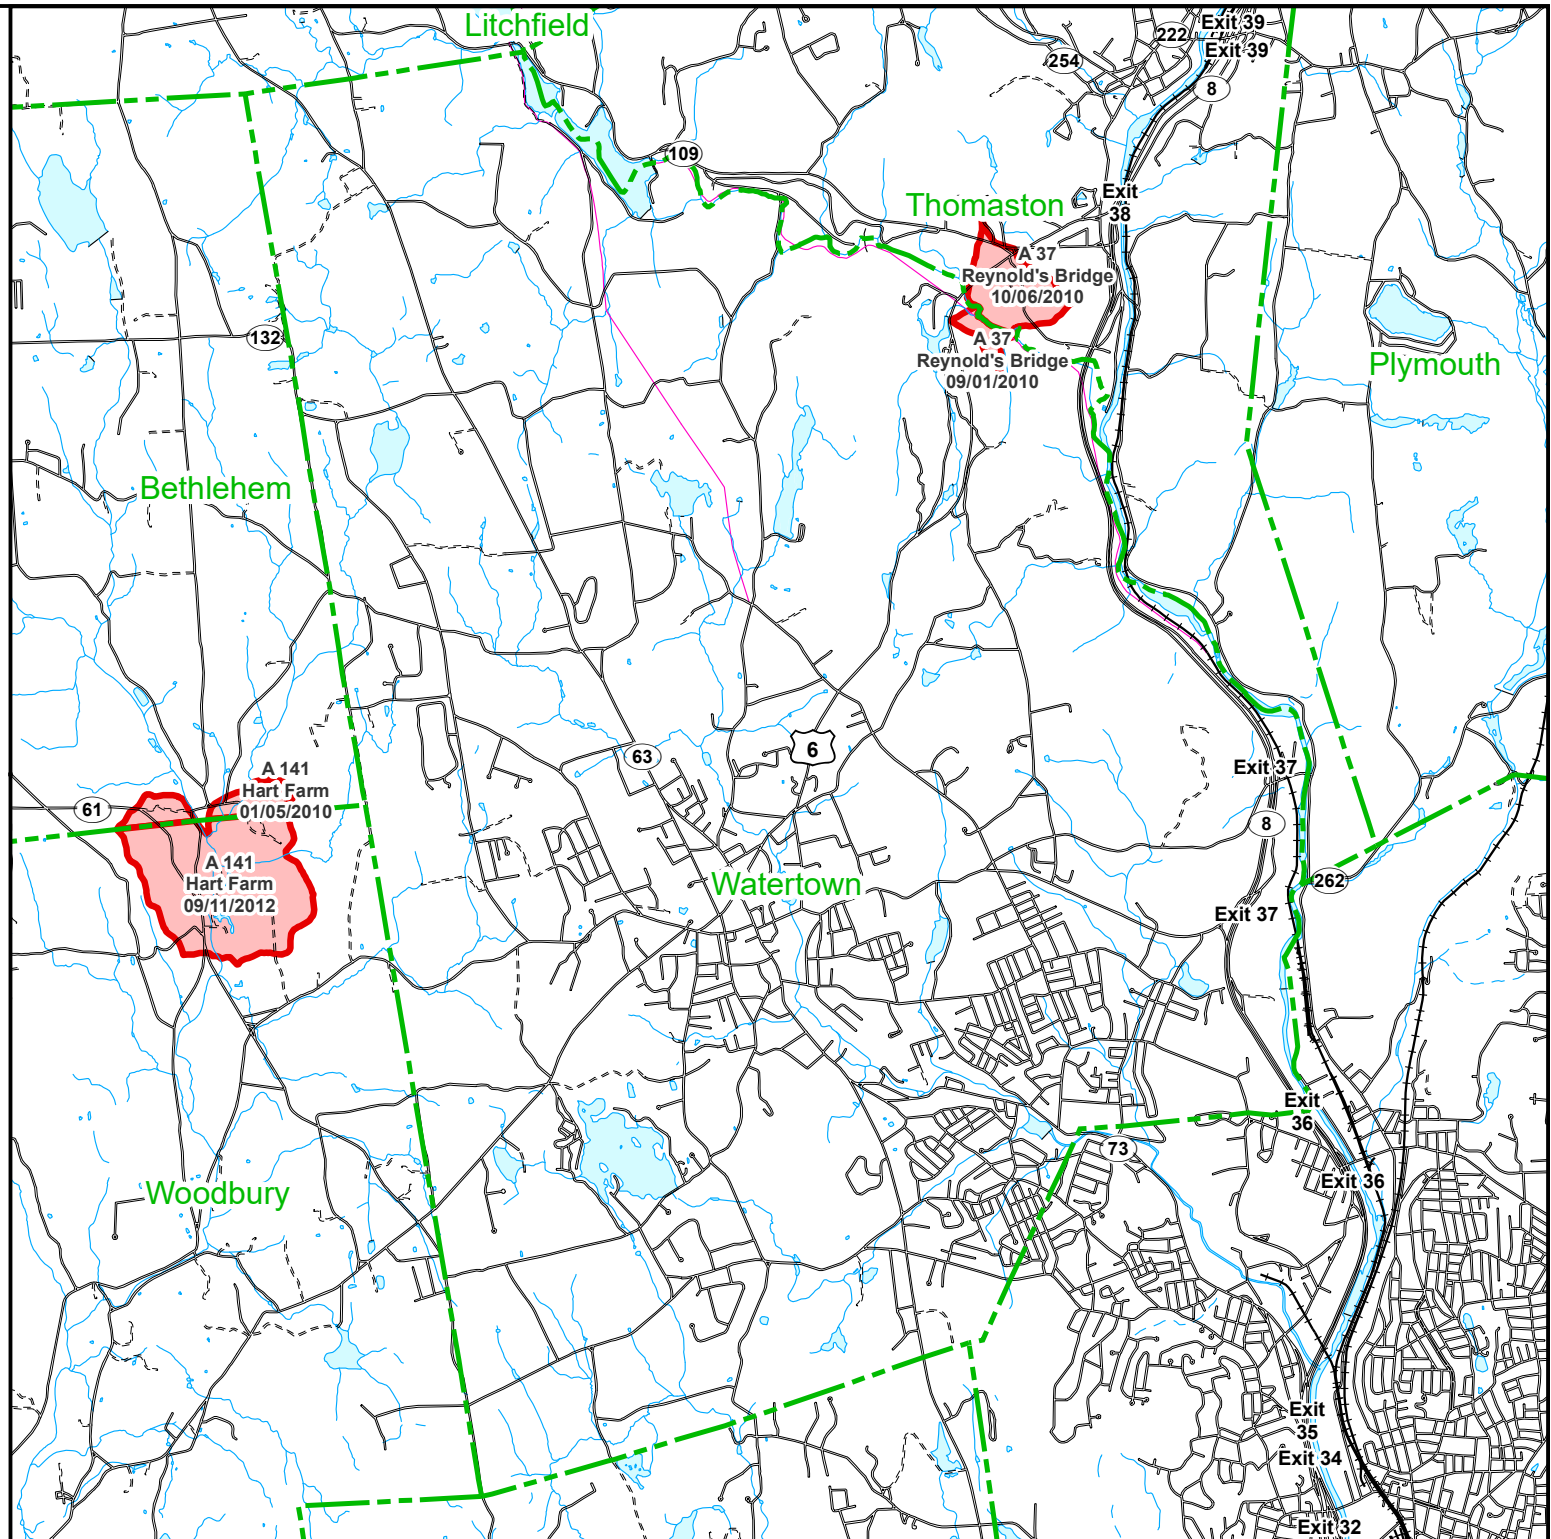 Litchfield
Exit 39
222
Exit 39
254
8
109
Exit
38
Thomaston
A 37
Reynold's Bridge
10/06/2010
132
A 37
Reynold's Bridge
09/01/2010
Plymouth
Bethlehem
6
63
Exit 37
A 141
Hart Farm
01/05/2010
61
8
A 141
Hart Farm
09/11/2012
Watertown
262
Exit 37
Exit
36
73
Exit 36
Woodbury
Exit
35
Exit 34
Exit 32